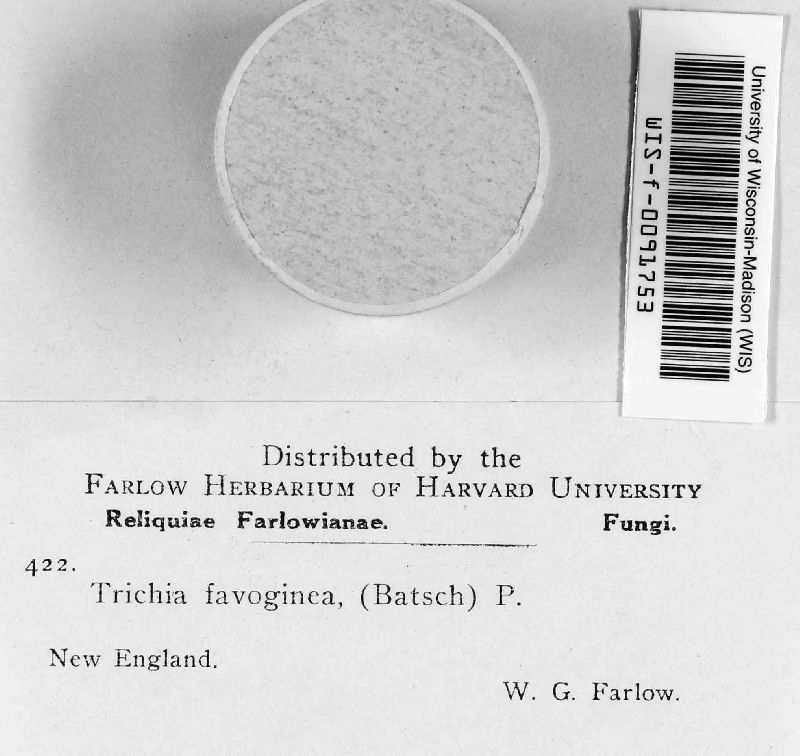 University of Wisconsin-Madison (WIS)
WIS-f-0091753
Distributed by the
FARLOW HERBARIUM OF HARVARD UNIVERSITY
Reliquiae Farlowianae. Fungi.
422.
Trichia favoginea, (Batsch) P.
New England.
W. G. Farlow.